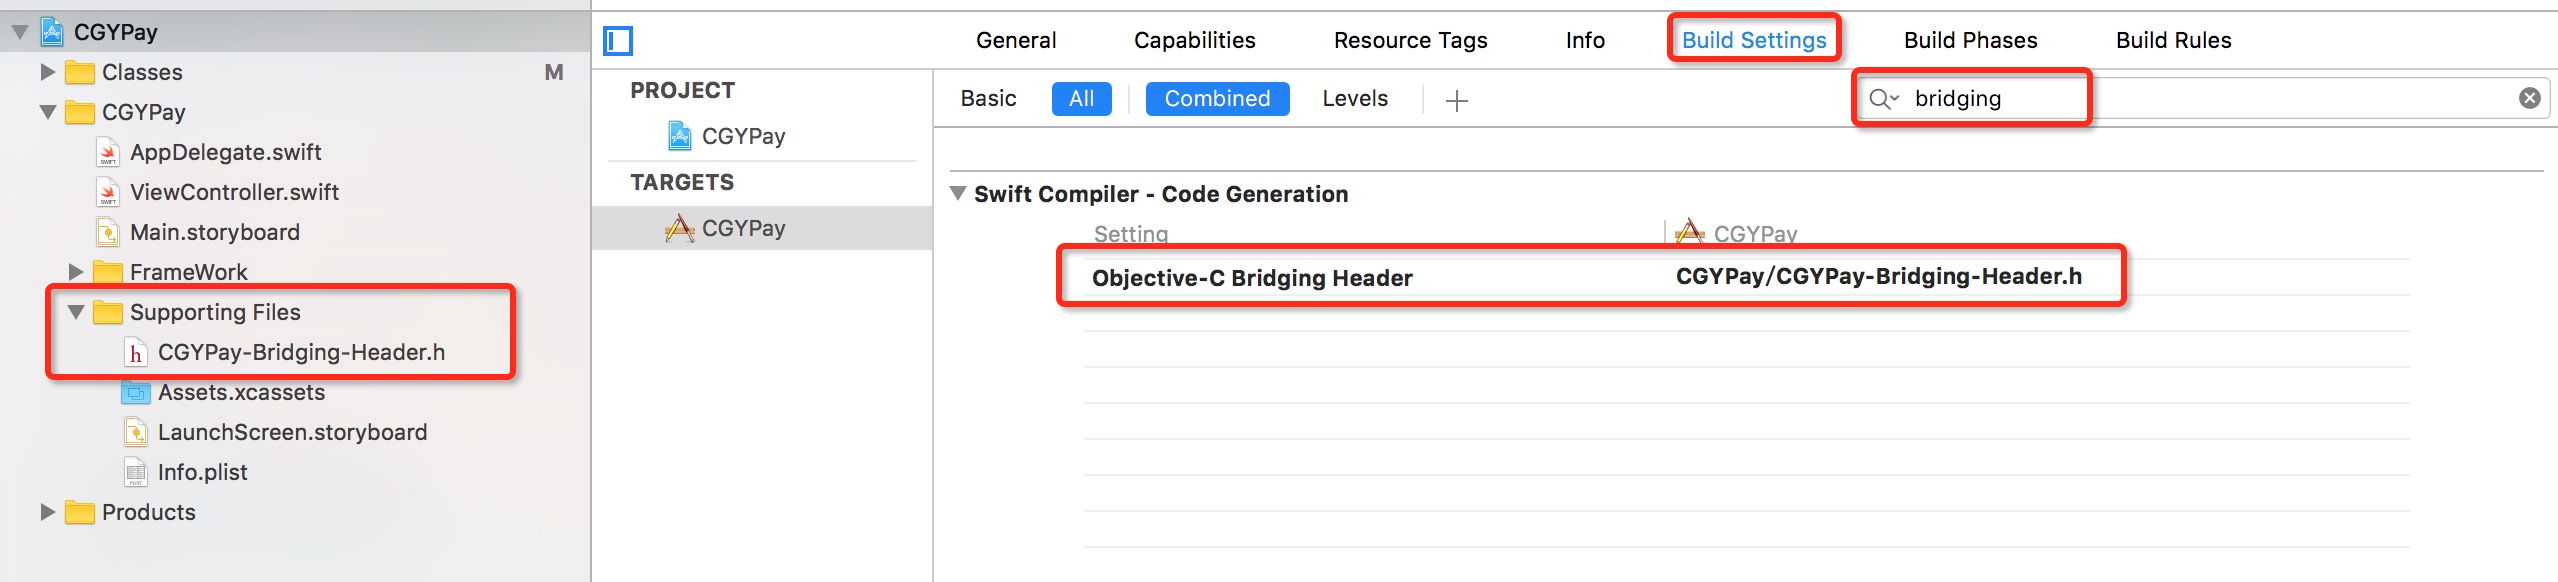 CGYPay
Classes M
CGYPay
AppDelegate.swift
ViewController.swift
Main.storyboard
FrameWork
Supporting Files
h CGYPay-Bridging-Header.h
Assets.xcassets
LaunchScreen.storyboard
Info.plist
Products
General Capabilities Resource Tags Info Build Settings Build Phases Build Rules
PROJECT
CGYPay
TARGETS
CGYPay
Basic All Combined Levels bridging
Swift Compiler - Code Generation
Setting CGYPay
Objective-C Bridging Header CGYPay/CGYPay-Bridging-Header.h